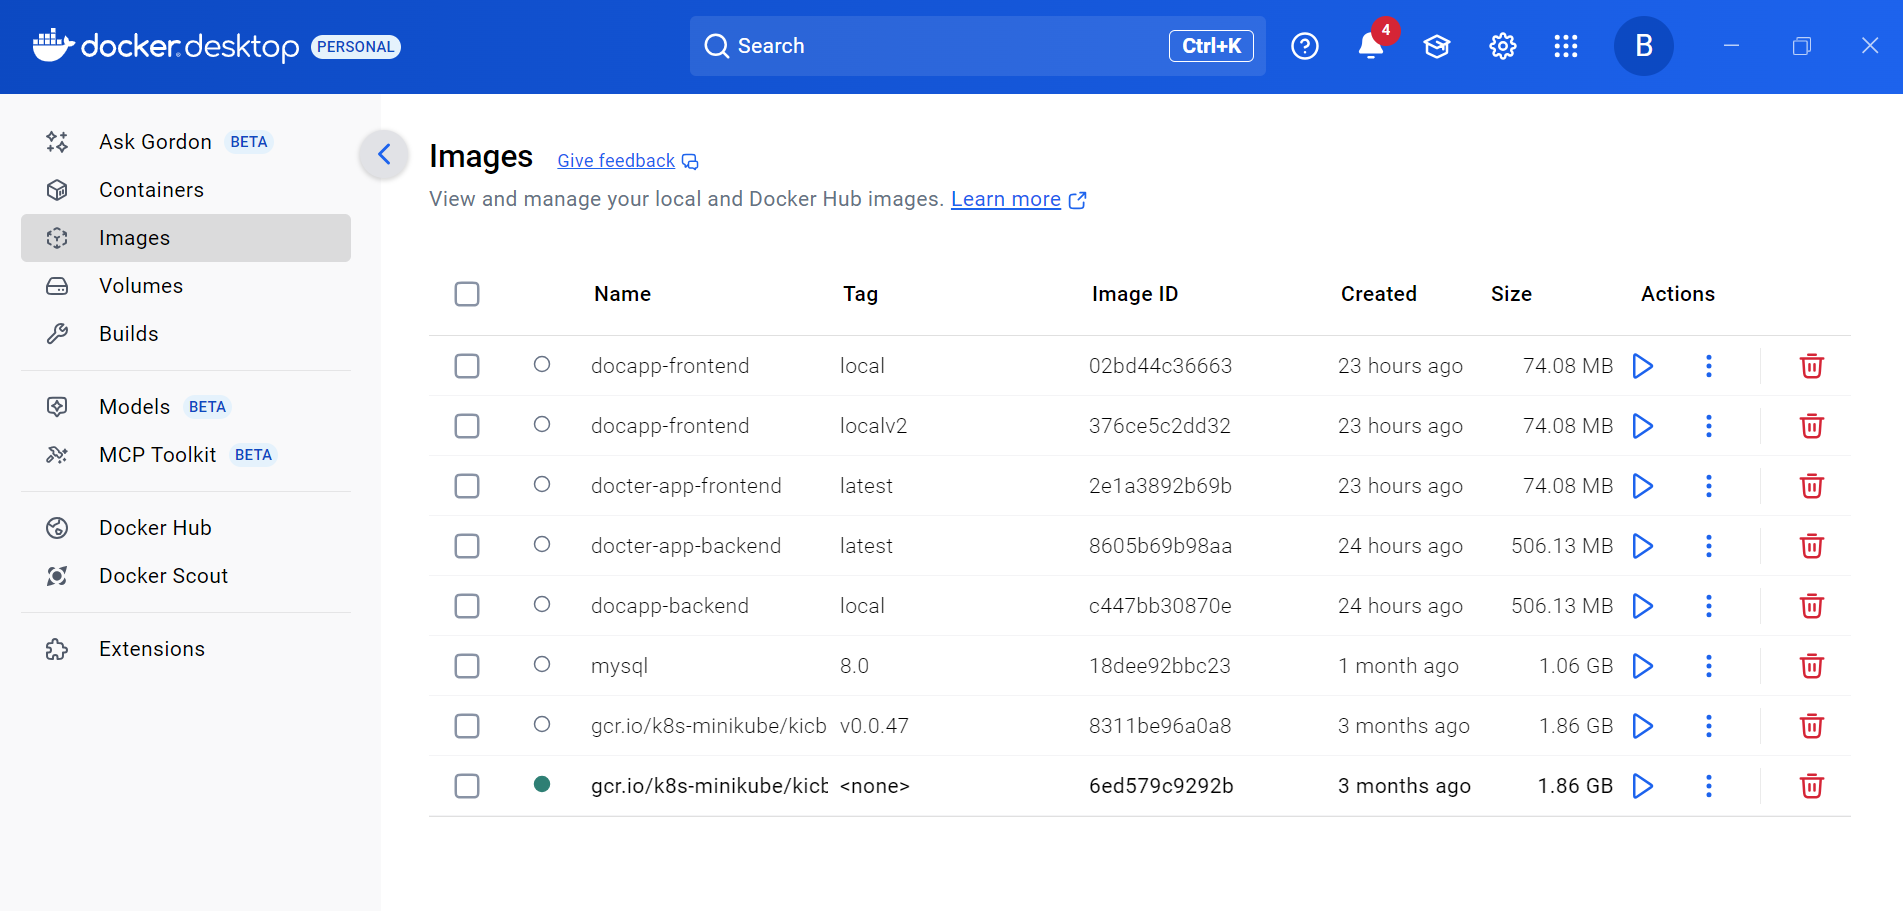 docker.desktop PERSONAL Search Ctrl+K 4 B
Ask Gordon BETA
Containers
Images
Volumes
Builds
Models BETA
MCP Toolkit BETA
Docker Hub
Docker Scout
Extensions
Images Give feedback
View and manage your local and Docker Hub images. Learn more
Name Tag Image ID Created Size Actions
docapp-frontend local 02bd44c36663 23 hours ago 74.08 MB
docapp-frontend localv2 376ce5c2dd32 23 hours ago 74.08 MB
docter-app-frontend latest 2e1a3892b69b 23 hours ago 74.08 MB
docter-app-backend latest 8605b69b98aa 24 hours ago 506.13 MB
docapp-backend local c447bb30870e 24 hours ago 506.13 MB
mysql 8.0 18dee92bbc23 1 month ago 1.06 GB
gcr.io/k8s-minikube/kicb v0.0.47 8311be96a0a8 3 months ago 1.86 GB
gcr.io/k8s-minikube/kicb <none> 6ed579c9292b 3 months ago 1.86 GB